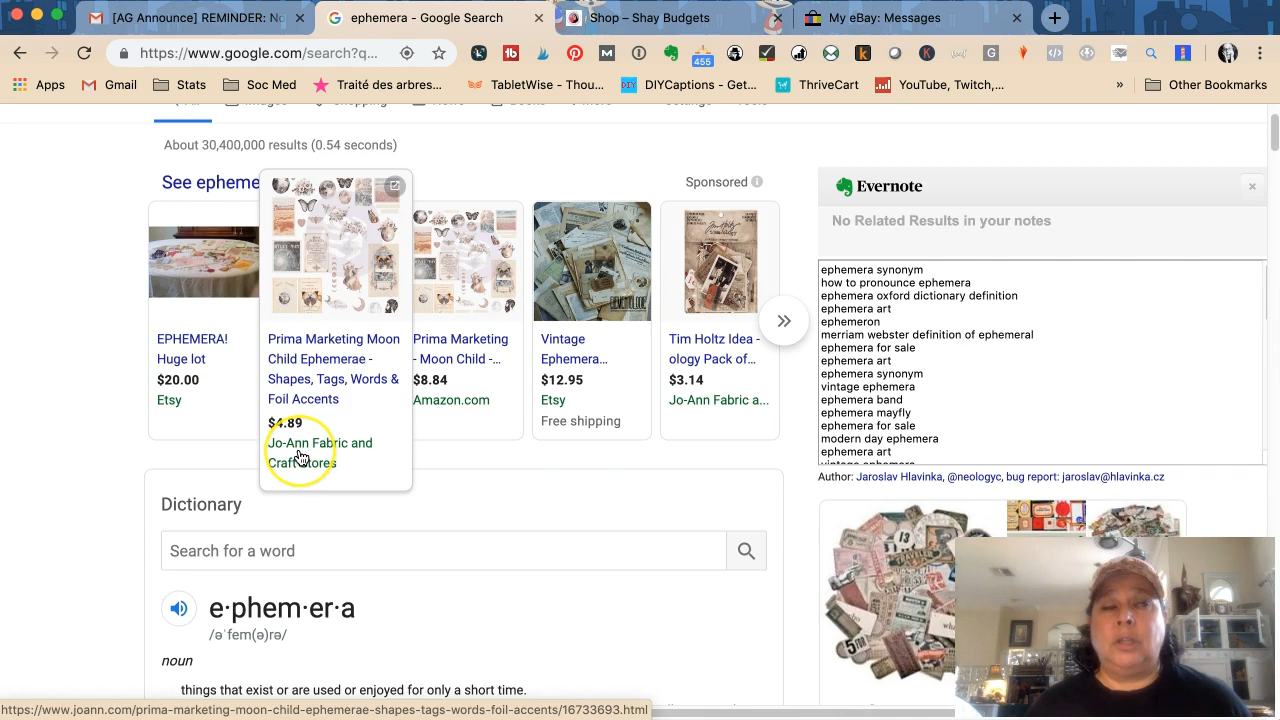 [AG Announce] REMINDER: No
ephemera - Google Search
Shop – Shay Budgets
My eBay: Messages
https://www.google.com/search?q...
455
Apps
Gmail
Stats
Soc Med
Traité des arbres...
TabletWise – Thou...
DIYCaptions - Get...
ThriveCart
YouTube, Twitch,...
»
Other Bookmarks
About 30,400,000 results (0.54 seconds)
See epheme
Sponsored
EPHEMERA!
Huge lot
$20.00
Etsy
Prima Marketing Moon
Child Ephemerae -
Shapes, Tags, Words &
Foil Accents
$4.89
Jo-Ann Fabric and
Craft Stores
Prima Marketing
- Moon Child -...
$8.84
Amazon.com
Vintage
Ephemera...
$12.95
Etsy
Free shipping
Tim Holtz Idea -
ology Pack of...
$3.14
Jo-Ann Fabric a...
Evernote
No Related Results in your notes
ephemera synonym
how to pronounce ephemera
ephemera oxford dictionary definition
ephemera art
ephemeron
merriam webster definition of ephemeral
ephemera for sale
ephemera art
ephemera synonym
vintage ephemera
ephemera band
ephemera mayfly
ephemera for sale
modern day ephemera
ephemera art
vintage ephemera
Author: Jaroslav Hlavinka, @neologyc, bug report: jaroslav@hlavinka.cz
Dictionary
Search for a word
e·phem·er·a
/əˈfem(ə)rə/
noun
things that exist or are used or enjoyed for only a short time.
https://www.joann.com/prima-marketing-moon-child-ephemerae-shapes-tags-words-foil-accents/16733693.html